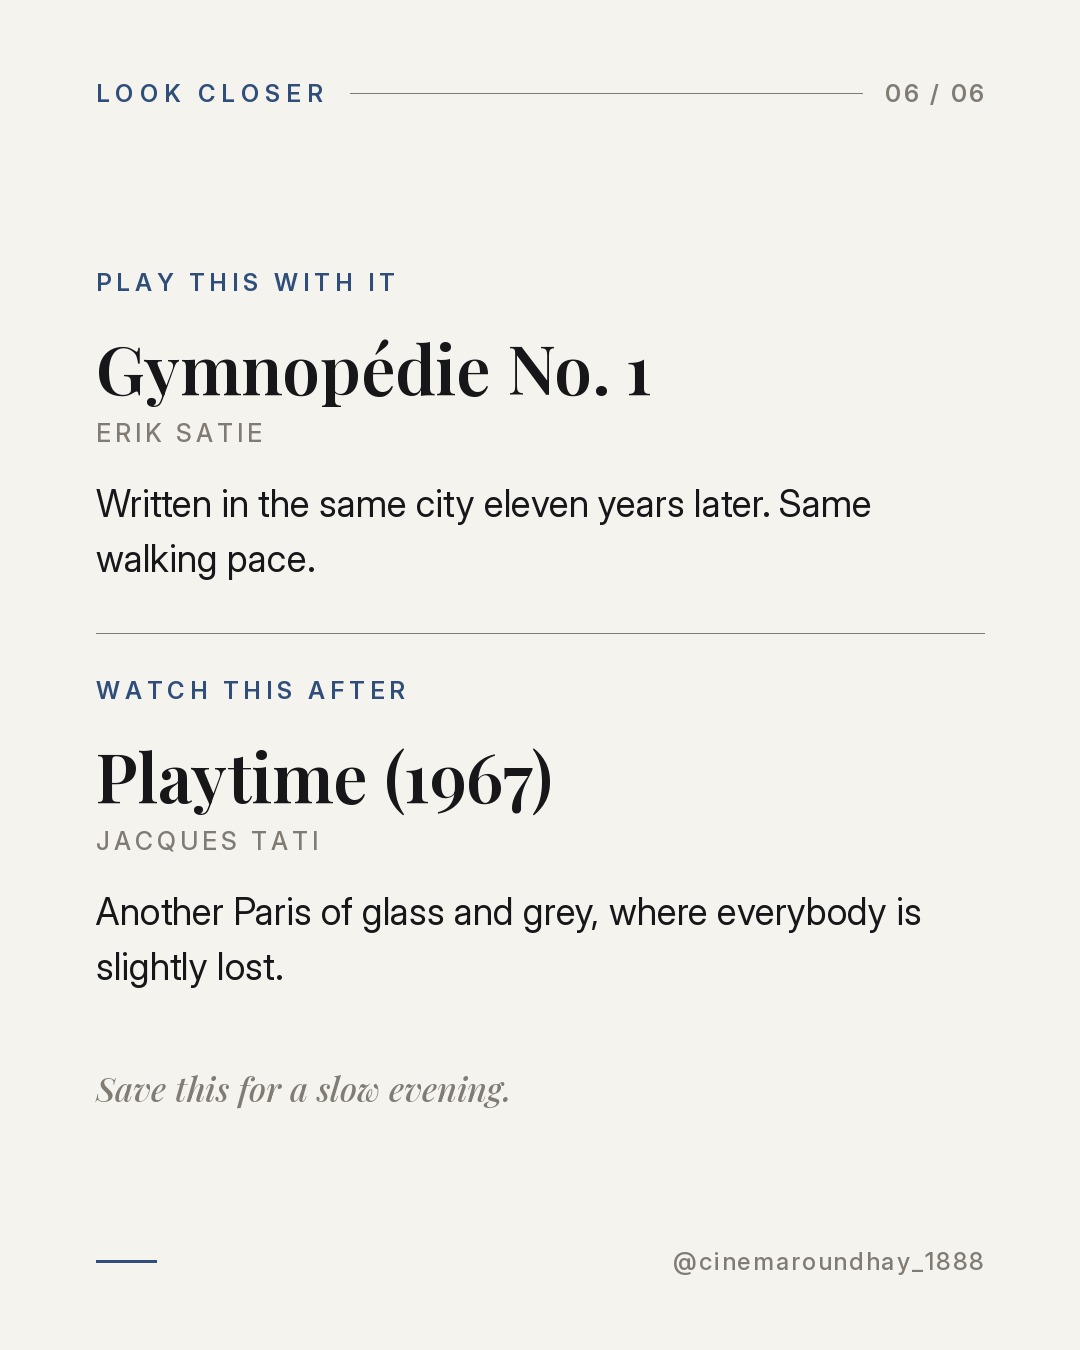 LOOK CLOSER
06 / 06
PLAY THIS WITH IT
Gymnopédie No. 1
ERIK SATIE
Written in the same city eleven years later. Same
walking pace.
WATCH THIS AFTER
Playtime (1967)
JACQUES TATI
Another Paris of glass and grey, where everybody is
slightly lost.
Save this for a slow evening.
@cinemaroundhay_1888